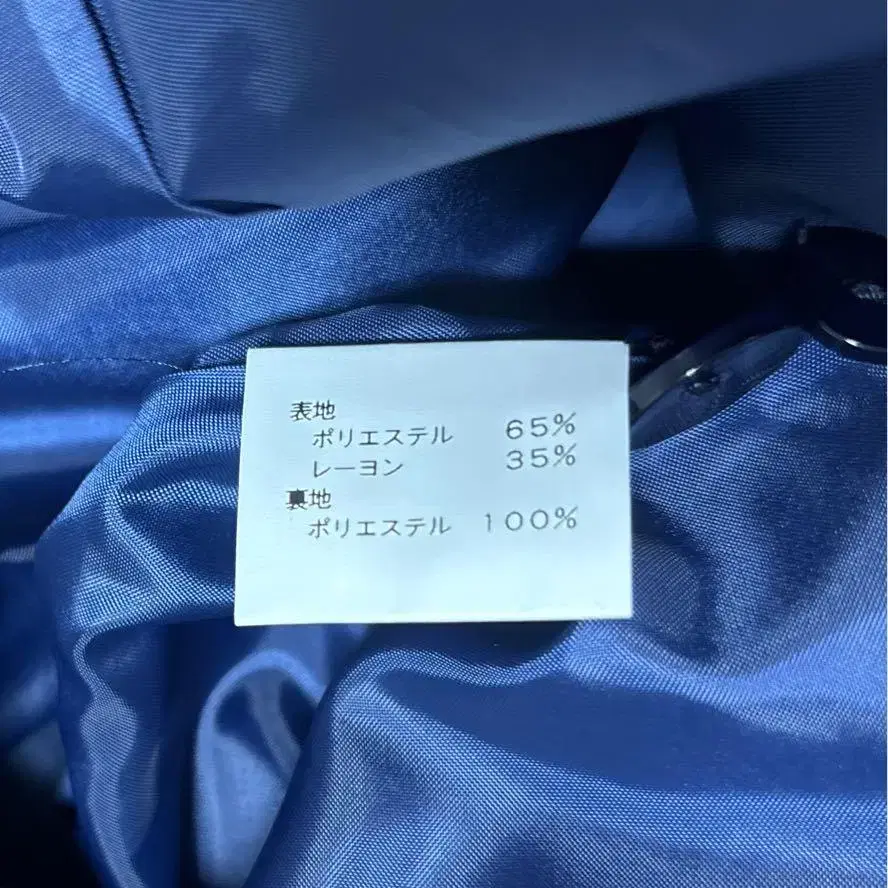 表地
ポリエステル 65%
レーヨン 35%
裏地
ポリエステル 100%